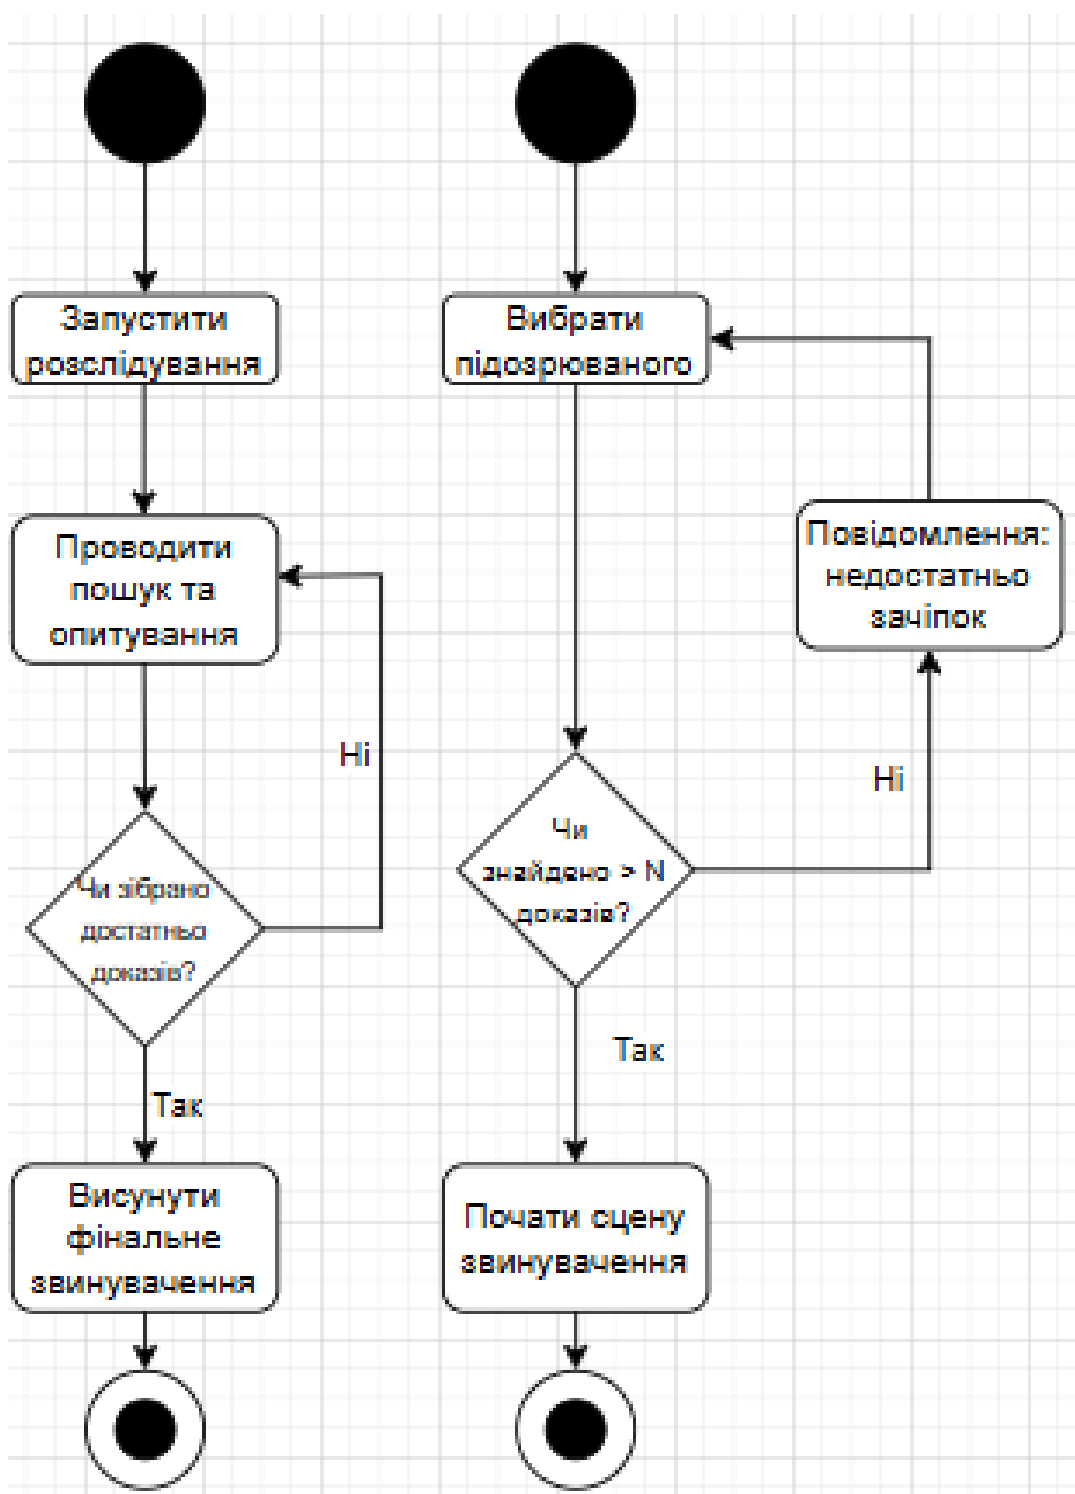 Запустити
розслідування
Проводити
пошук та
опитування
Ні
Чи зібрано
достатньо
доказів?
Так
Висунути
фінальне
звинувачення
Вибрати
підозрюваного
Повідомлення:
недостатньо
зачіпок
Ні
Чи
знайдено > N
доказів?
Так
Почати сцену
звинувачення